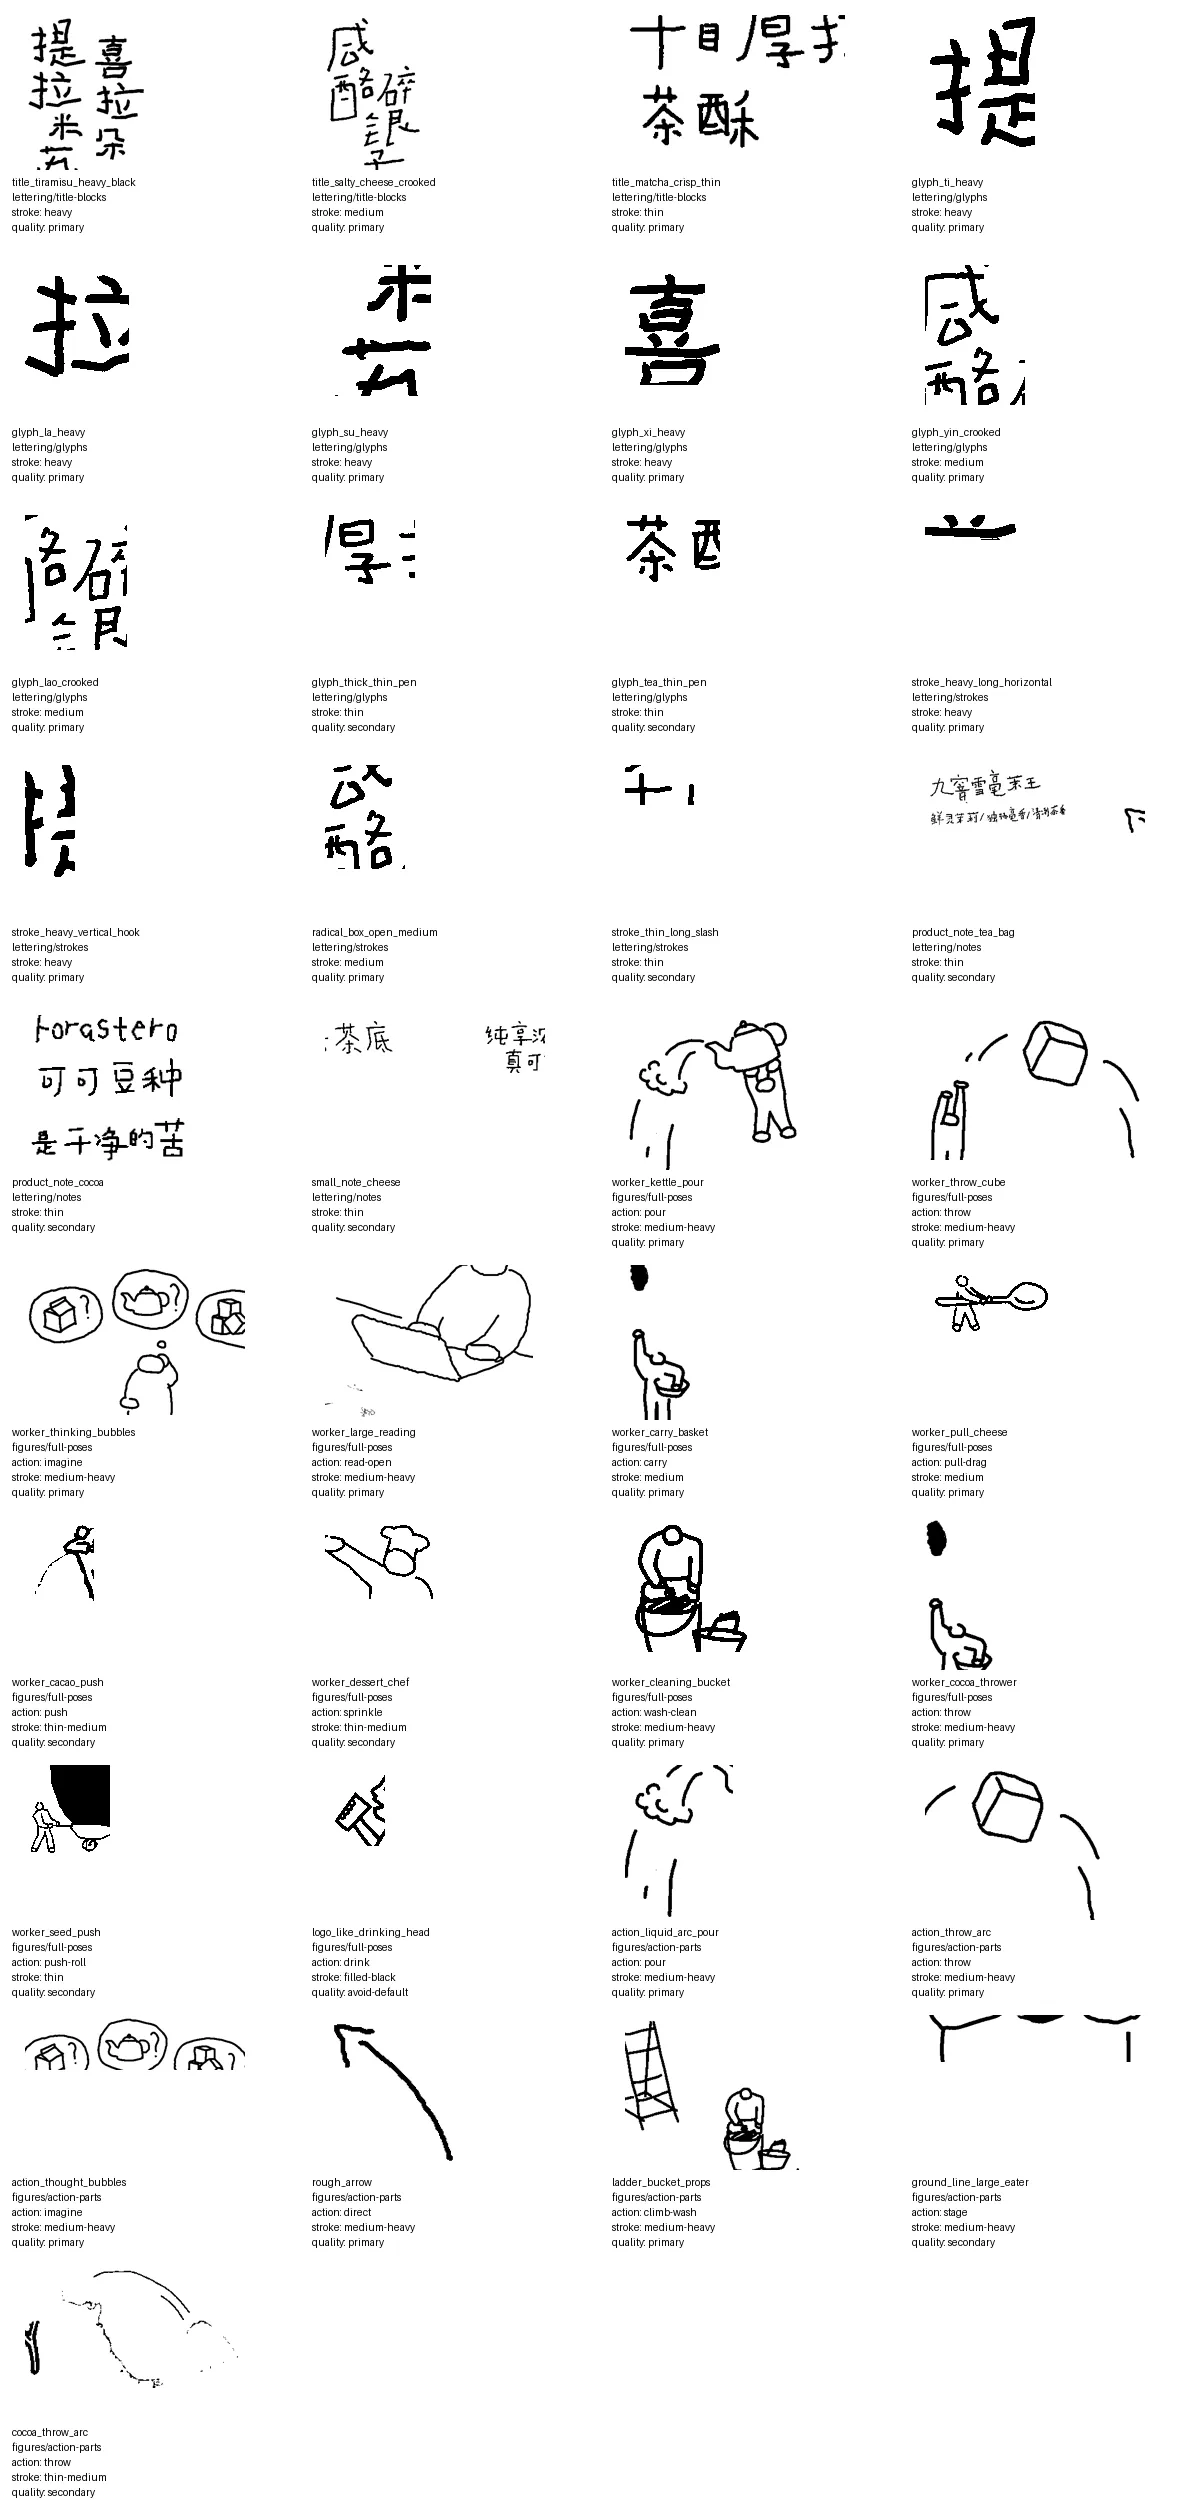 提 喜
拉 拉
米 朵
咸
酪 碎
银
子
厚
茶酥
提
title_tiramisu_heavy_black
lettering/title-blocks
stroke: heavy
quality: primary
title_salty_cheese_crooked
lettering/title-blocks
stroke: medium
quality: primary
title_matcha_crisp_thin
lettering/title-blocks
stroke: thin
quality: primary
glyph_ti_heavy
lettering/glyphs
stroke: heavy
quality: primary
拉
喜
酪
glyph_la_heavy
lettering/glyphs
stroke: heavy
quality: primary
glyph_su_heavy
lettering/glyphs
stroke: heavy
quality: primary
glyph_xi_heavy
lettering/glyphs
stroke: heavy
quality: primary
glyph_yin_crooked
lettering/glyphs
stroke: medium
quality: primary
厚
茶
glyph_lao_crooked
lettering/glyphs
stroke: medium
quality: primary
glyph_thick_thin_pen
lettering/glyphs
stroke: thin
quality: secondary
glyph_tea_thin_pen
lettering/glyphs
stroke: thin
quality: secondary
stroke_heavy_long_horizontal
lettering/strokes
stroke: heavy
quality: primary
酪
九窨雪毫茉王
鲜灵茉莉/
stroke_heavy_vertical_hook
lettering/strokes
stroke: heavy
quality: primary
radical_box_open_medium
lettering/strokes
stroke: medium
quality: primary
stroke_thin_long_slash
lettering/strokes
stroke: thin
quality: secondary
product_note_tea_bag
lettering/notes
stroke: thin
quality: secondary
Forastero
可可豆种
是干净的苦
茶底
纯享
真可
product_note_cocoa
lettering/notes
stroke: thin
quality: secondary
small_note_cheese
lettering/notes
stroke: thin
quality: secondary
worker_kettle_pour
figures/full-poses
action: pour
stroke: medium-heavy
quality: primary
worker_throw_cube
figures/full-poses
action: throw
stroke: medium-heavy
quality: primary
? ?
worker_thinking_bubbles
figures/full-poses
action: imagine
stroke: medium-heavy
quality: primary
worker_large_reading
figures/full-poses
action: read-open
stroke: medium-heavy
quality: primary
worker_carry_basket
figures/full-poses
action: carry
stroke: medium
quality: primary
worker_pull_cheese
figures/full-poses
action: pull-drag
stroke: medium
quality: primary
worker_cacao_push
figures/full-poses
action: push
stroke: thin-medium
quality: secondary
worker_dessert_chef
figures/full-poses
action: sprinkle
stroke: thin-medium
quality: secondary
worker_cleaning_bucket
figures/full-poses
action: wash-clean
stroke: medium-heavy
quality: primary
worker_cocoa_thrower
figures/full-poses
action: throw
stroke: medium-heavy
quality: primary
worker_seed_push
figures/full-poses
action: push-roll
stroke: thin
quality: secondary
logo_like_drinking_head
figures/full-poses
action: drink
stroke: filled-black
quality: avoid-default
action_liquid_arc_pour
figures/action-parts
action: pour
stroke: medium-heavy
quality: primary
action_throw_arc
figures/action-parts
action: throw
stroke: medium-heavy
quality: primary
? ?
action_thought_bubbles
figures/action-parts
action: imagine
stroke: medium-heavy
quality: primary
rough_arrow
figures/action-parts
action: direct
stroke: medium-heavy
quality: primary
ladder_bucket_props
figures/action-parts
action: climb-wash
stroke: medium-heavy
quality: primary
ground_line_large_eater
figures/action-parts
action: stage
stroke: medium-heavy
quality: secondary
cocoa_throw_arc
figures/action-parts
action: throw
stroke: thin-medium
quality: secondary